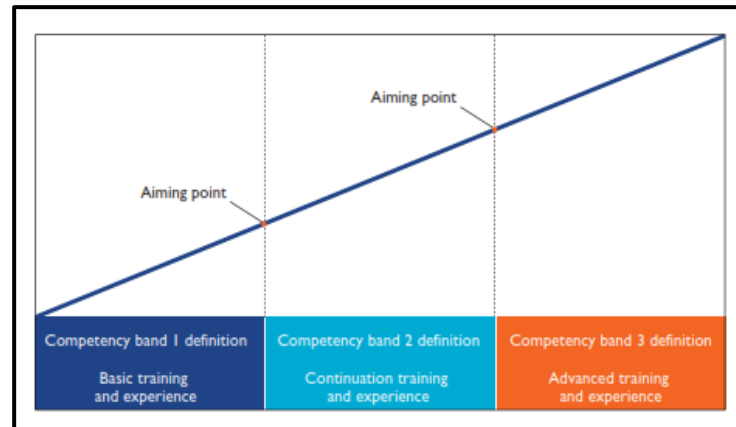 Aiming point
Aiming point
Competency band 1 definition
Basic training
and experience
Competency band 2 definition
Continuation training
and experience
Competency band 3 definition
Advanced training
and experience